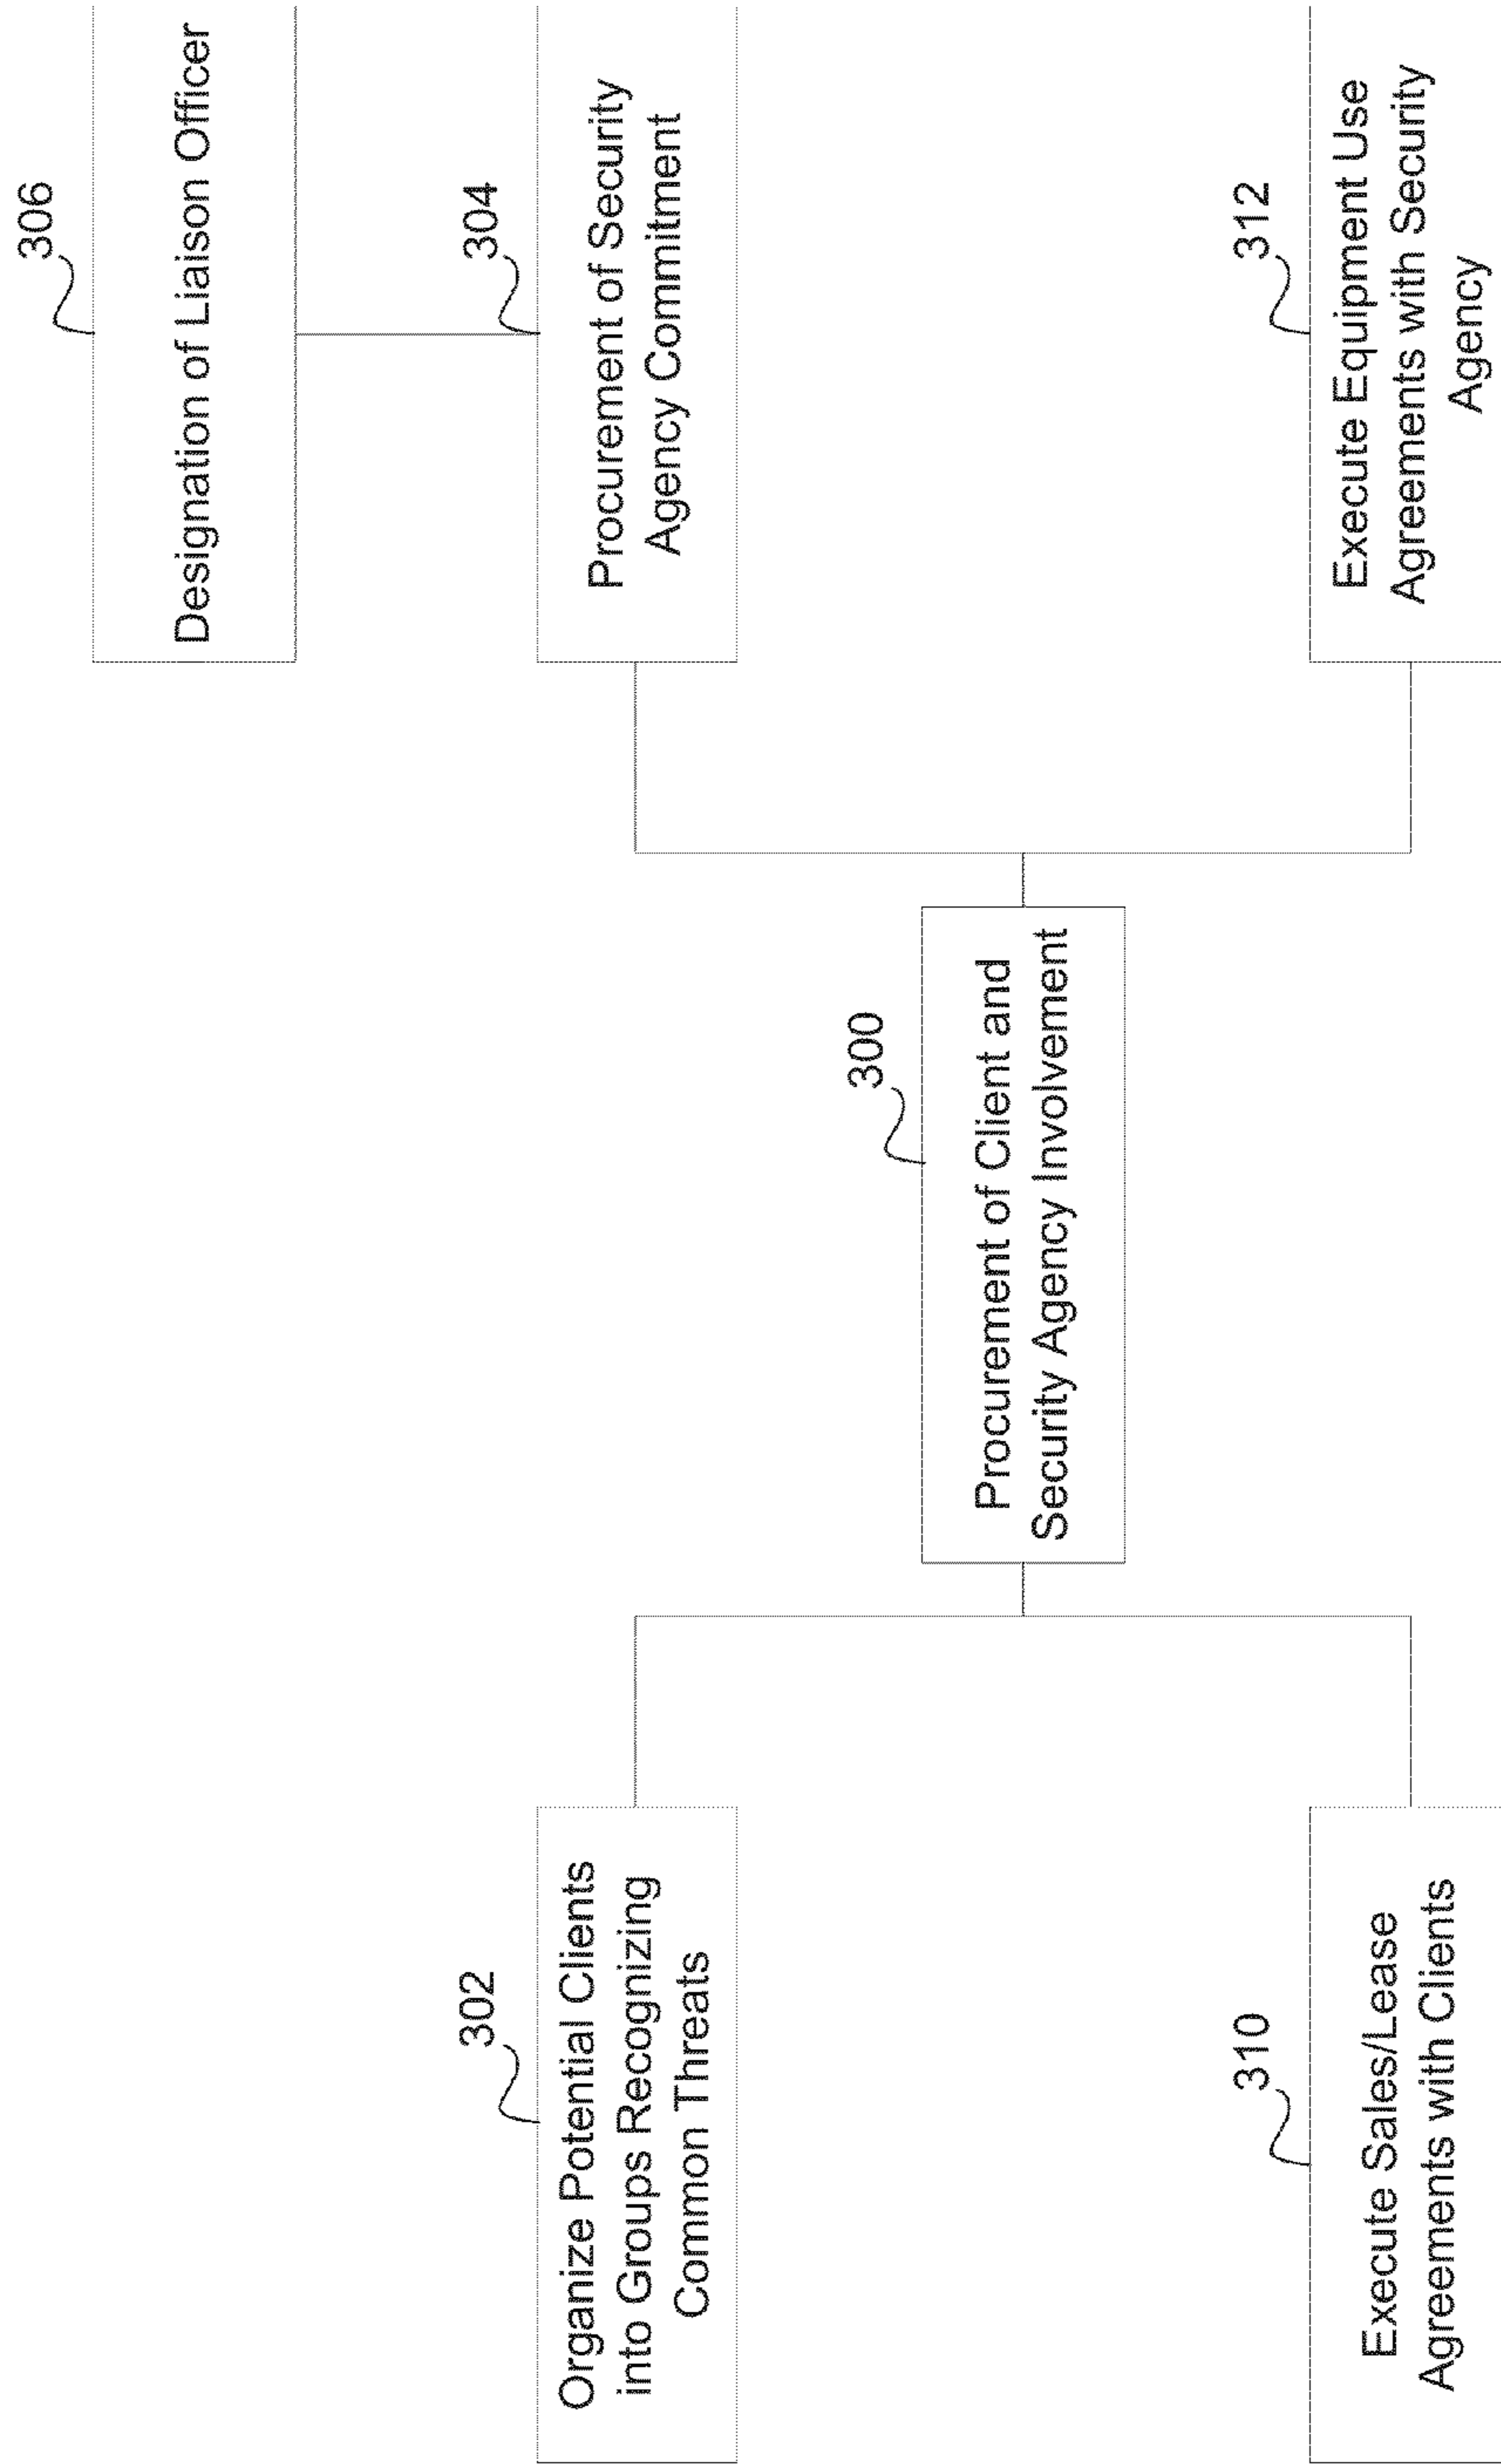 306
Designation of Liaison Officer
302
Organize Potential Clients
into Groups Recognizing
Common Threats
304
Procurement of Security
Agency Commitment
300
Procurement of Client and
Security Agency Involvement
310
Execute Sales/Lease
Agreements with Clients
312
Execute Equipment Use
Agreements with Security
Agency